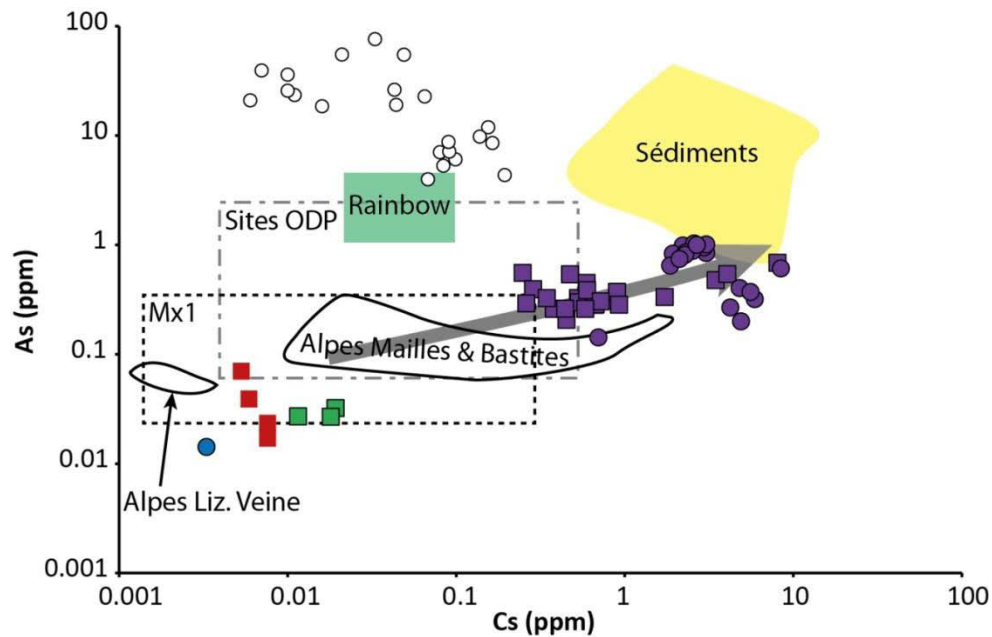 100
10
1
0.1
0.01
0.001
As (ppm)
Sédiments
Rainbow
Sites ODP
Mx1
Alpes Mailles & Bastites
Alpes Liz. Veine
0.001
0.01
0.1
1
10
100
Cs (ppm)